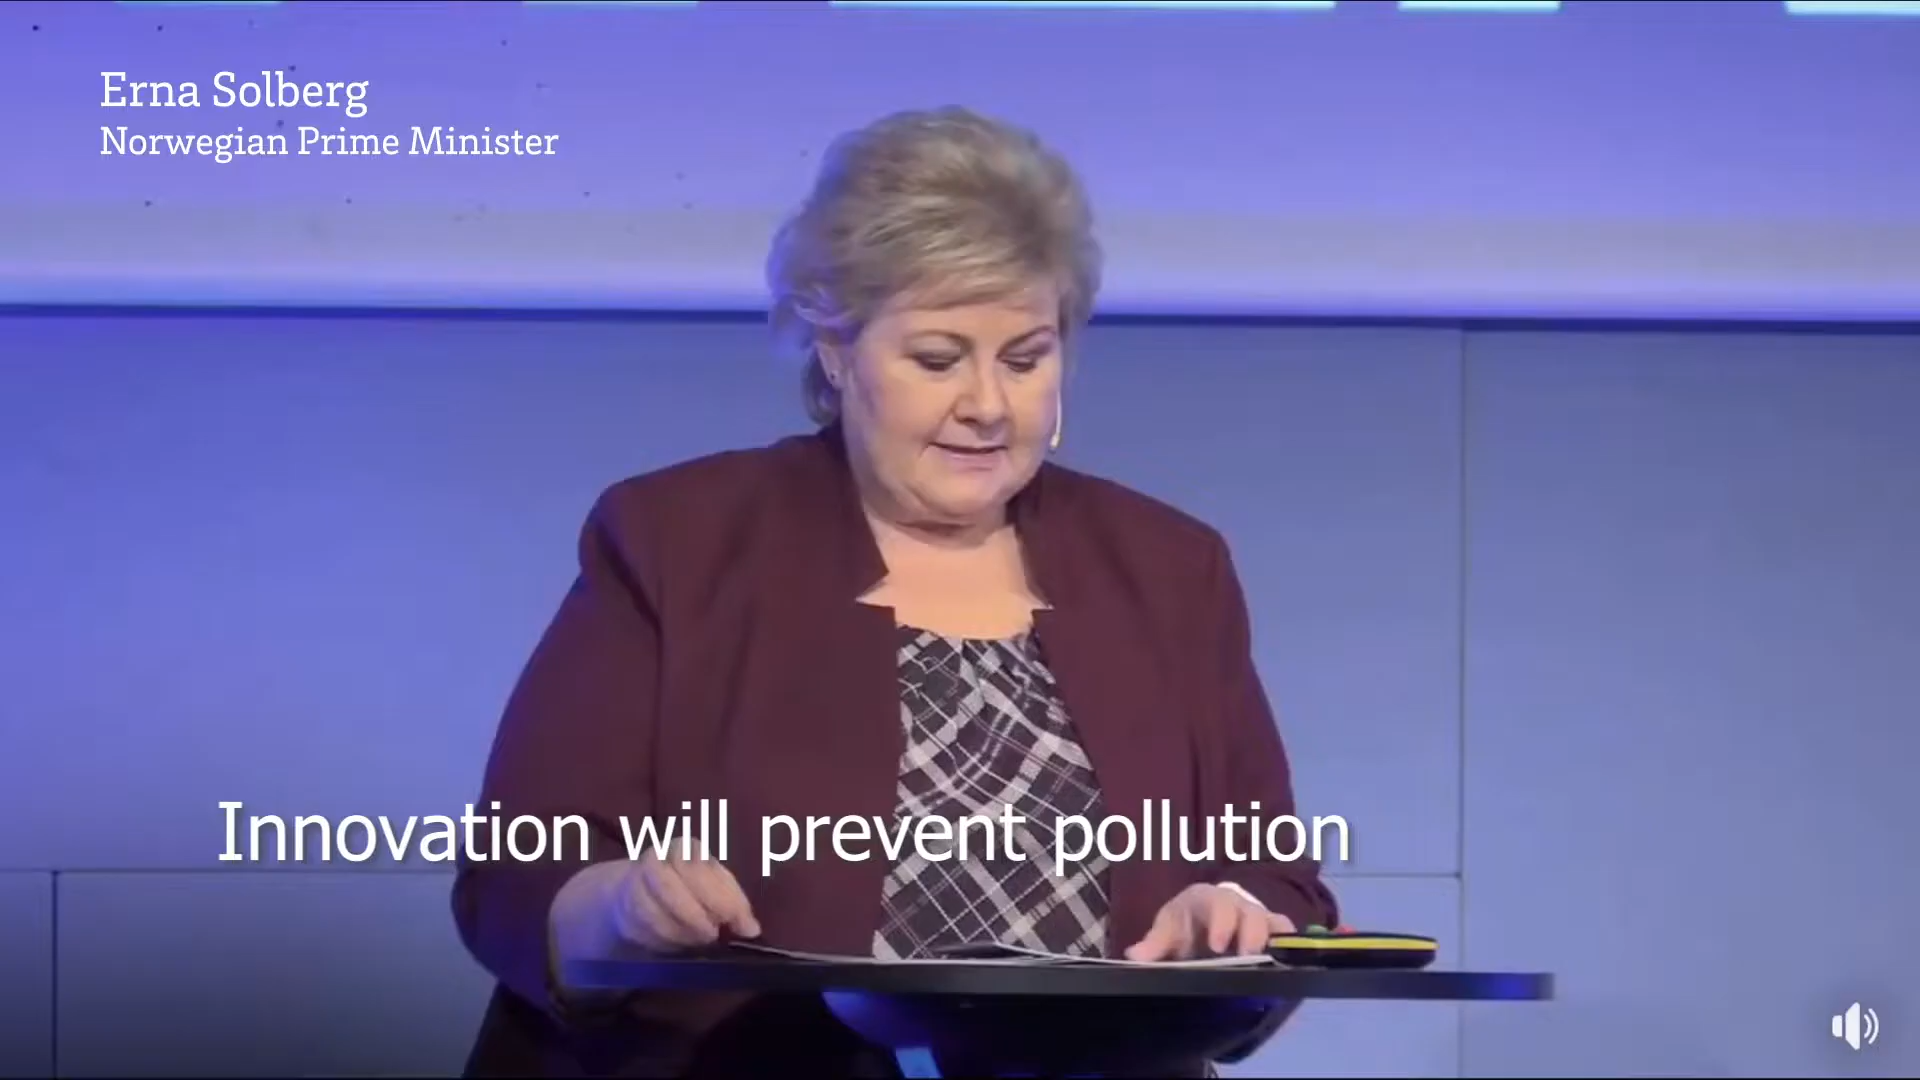 Erna Solberg
Norwegian Prime Minister
Innovation will prevent pollution